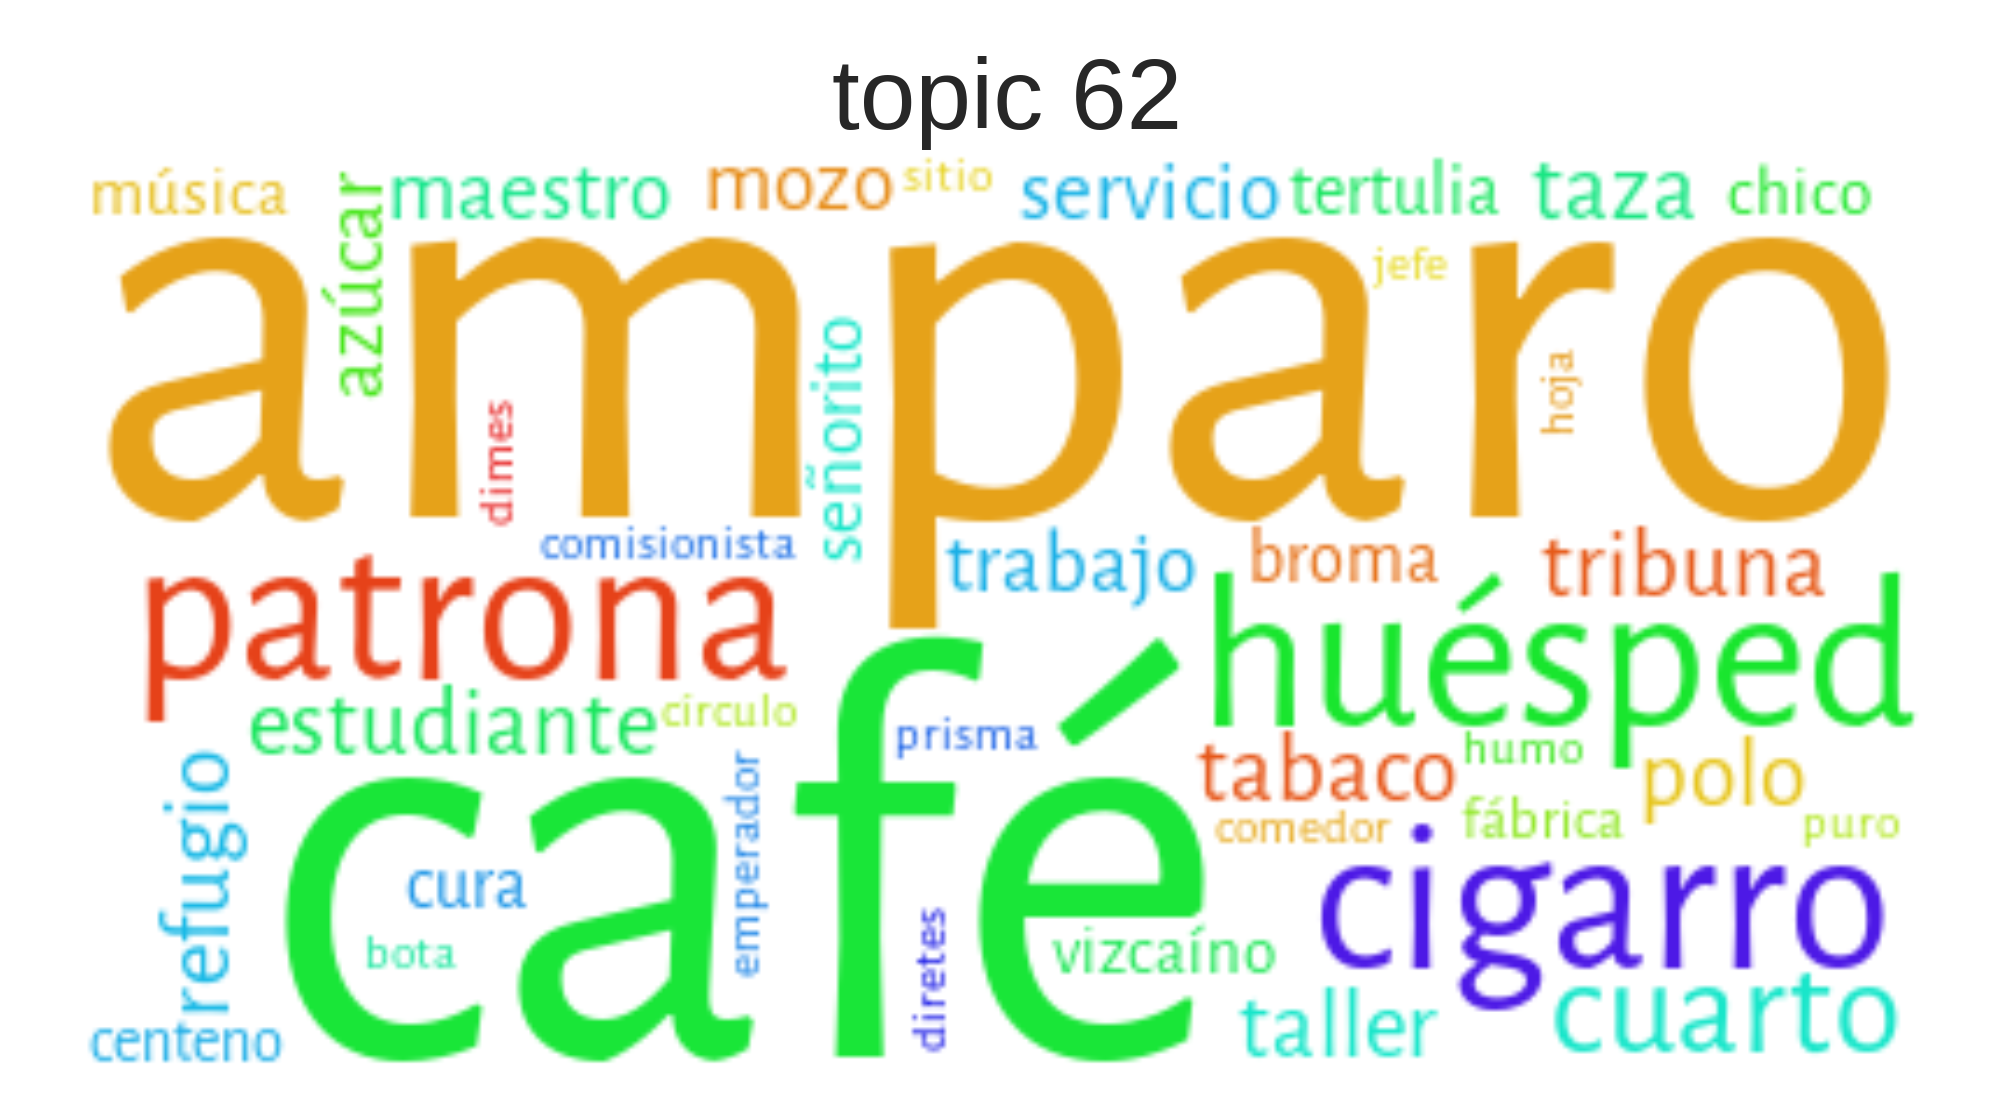 topic 62
música azúcar maestro mozo sitio servicio tertulia taza chico
amparo
jefe
hoja
dimes
señorito
comisionista
trabajo broma tribuna
patrona
huésped
estudiante círculo
prisma
café
tabaco humo polo
comedor fábrica puro
refugio
emperador
cura
cigarro
bota
diretes
vizcaíno
centeno
taller cuarto